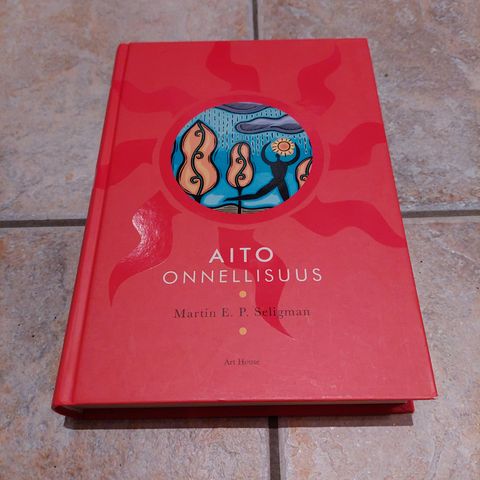 AITO
ONNELLISUUS
Martin E. P. Seligman
Art House